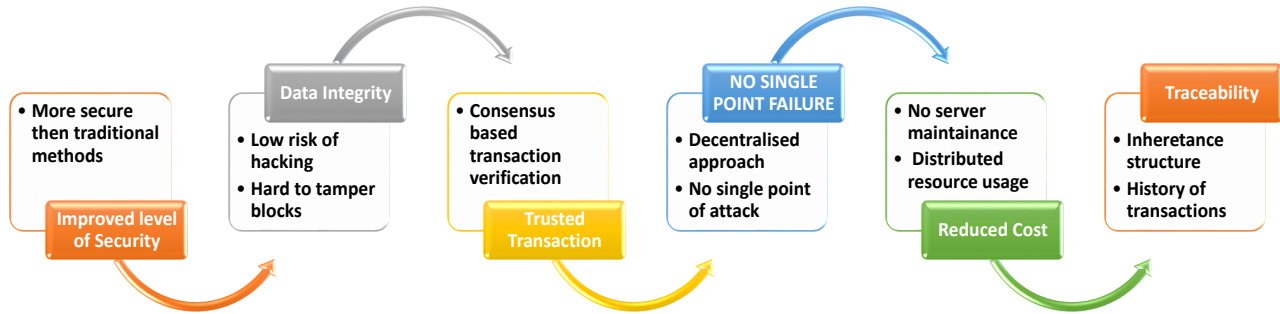 • More secure
then traditional
methods
Improved level
of Security
Data Integrity
• Low risk of
hacking
• Hard to tamper
blocks
• Consensus
based
transaction
verification
Trusted
Transaction
NO SINGLE
POINT FAILURE
• Decentralised
approach
• No single point
of attack
• No server
maintainance
• Distributed
resource usage
Reduced Cost
Traceability
• Inheretance
structure
• History of
transactions